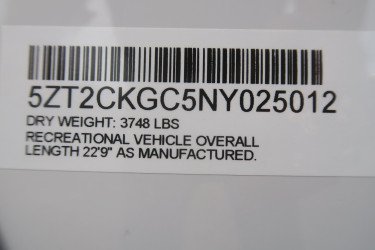 5ZT2CKGC5NY025012
DRY WEIGHT: 3748 LBS
RECREATIONAL VEHICLE OVERALL
LENGTH 22'9" AS MANUFACTURED.